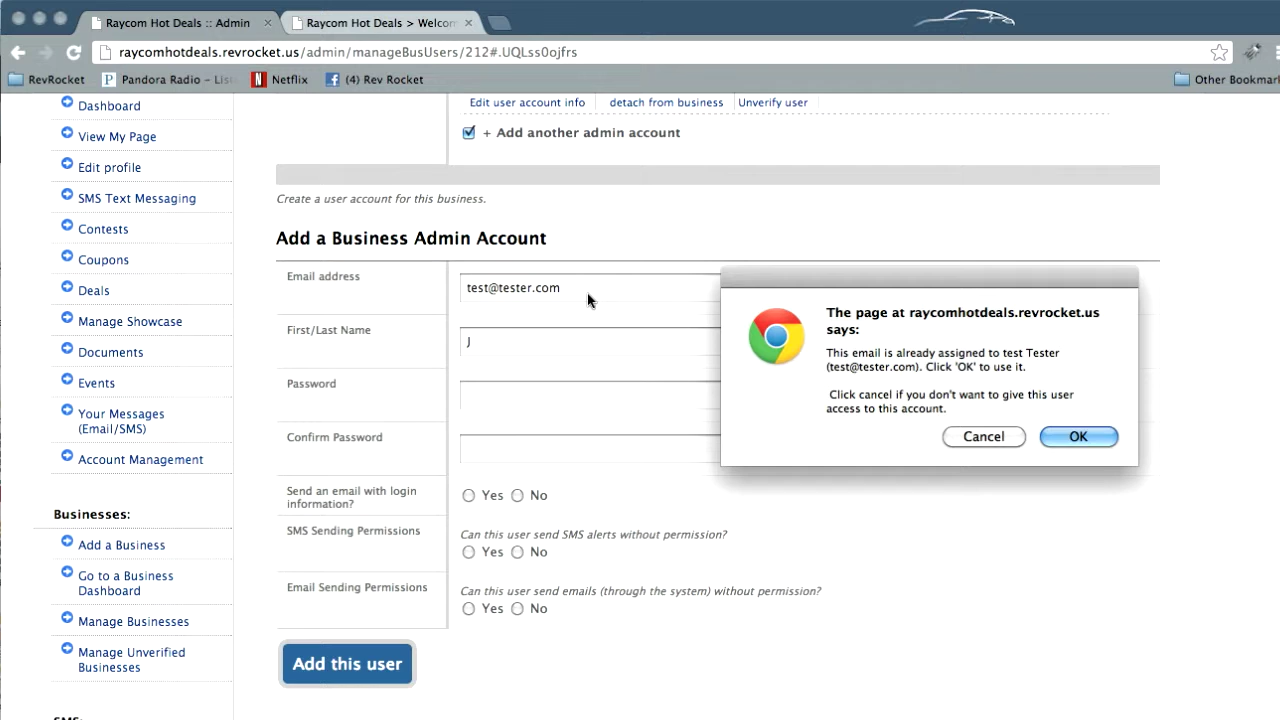 Raycom Hot Deals :: Admin
Raycom Hot Deals > Welcom
raycomhotdeals.revrocket.us/admin/manageBusUsers/212#.UQLss0ojfrs
RevRocket
Pandora Radio – Lis
Netflix
(4) Rev Rocket
Other Bookmar
Dashboard
View My Page
Edit profile
SMS Text Messaging
Contests
Coupons
Deals
Manage Showcase
Documents
Events
Your Messages
(Email/SMS)
Account Management
Businesses:
Add a Business
Go to a Business
Dashboard
Manage Businesses
Manage Unverified
Businesses
SMS:
Edit user account info
detach from business
Unverify user
+ Add another admin account
Create a user account for this business.
Add a Business Admin Account
Email address
test@tester.com
First/Last Name
J
Password
Confirm Password
Send an email with login
information?
Yes No
SMS Sending Permissions
Can this user send SMS alerts without permission?
Yes No
Email Sending Permissions
Can this user send emails (through the system) without permission?
Yes No
Add this user
The page at raycomhotdeals.revrocket.us
says:
This email is already assigned to test Tester
(test@tester.com). Click 'OK' to use it.
Click cancel if you don't want to give this user
access to this account.
Cancel
OK